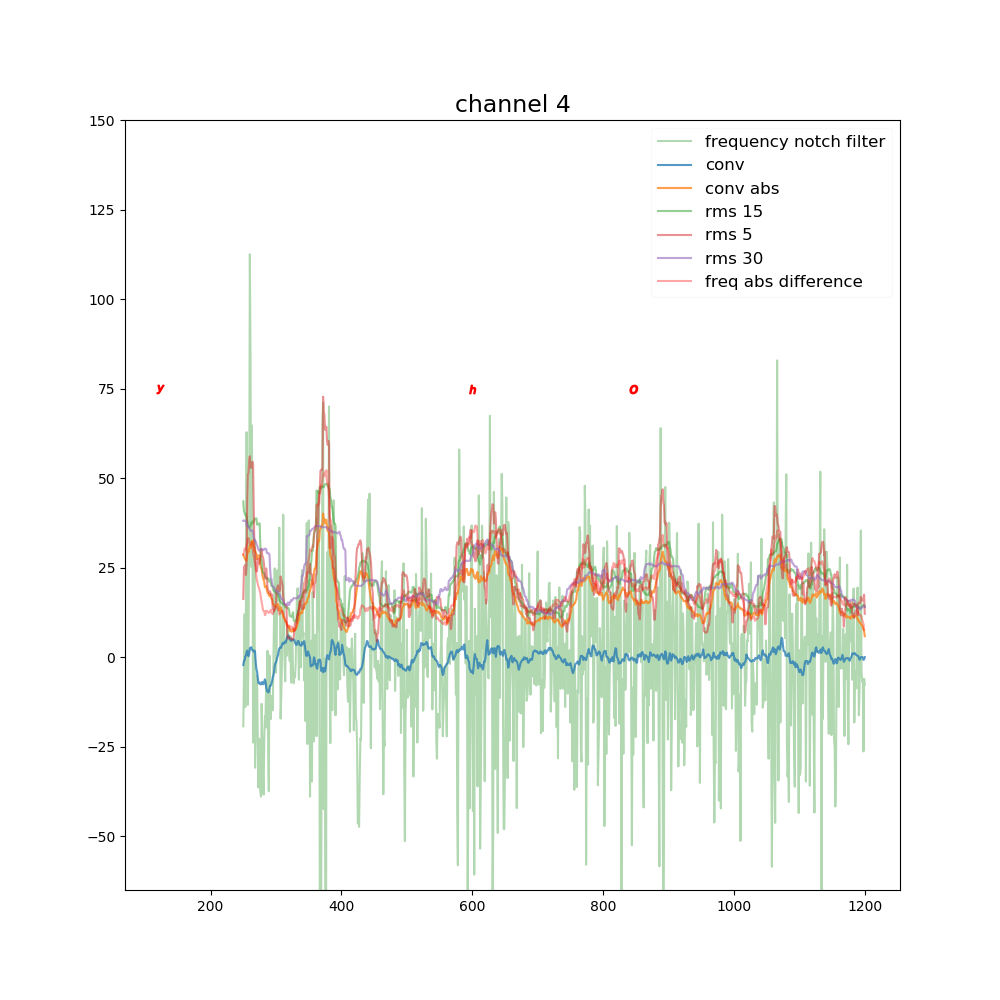 channel 4
150
125
100
75
50
25
0
−25
−50
200 400 600 800 1000 1200
frequency notch filter
conv
conv abs
rms 15
rms 5
rms 30
freq abs difference
y h o